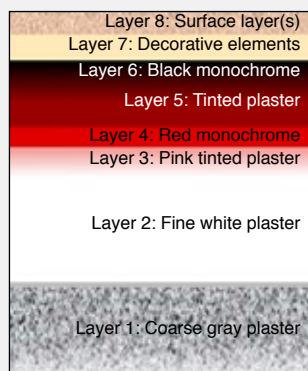 Layer 8: Surface layer(s)
Layer 7: Decorative elements
Layer 6: Black monochrome
Layer 5: Tinted plaster
Layer 4: Red monochrome
Layer 3: Pink tinted plaster
Layer 2: Fine white plaster
Layer 1: Coarse gray plaster